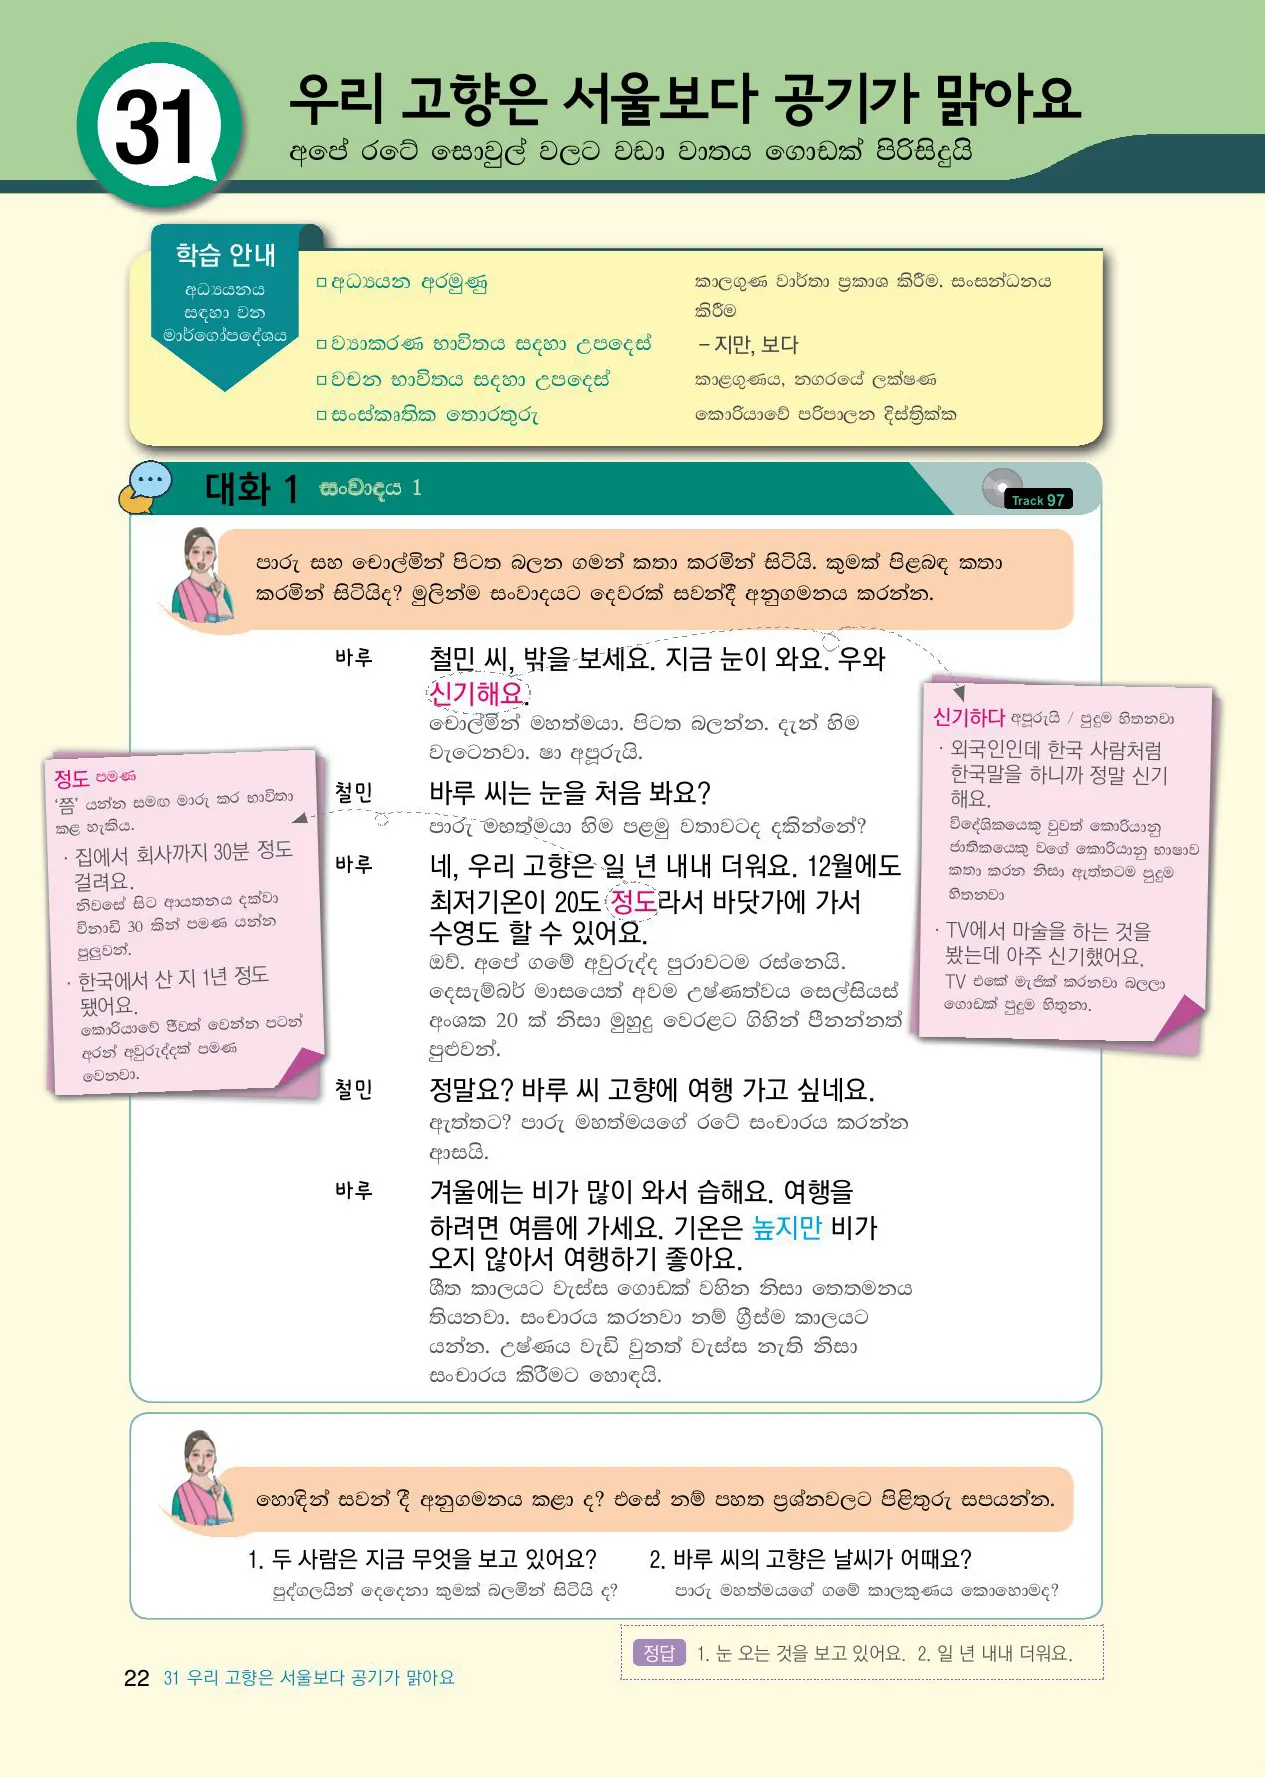 31
우리 고향은 서울보다 공기가 맑아요
අපේ රටේ සොවුල් වලට වඩා වාතය ගොඩක් පිරිසිදුයි
학습 안내
අධ්‍යයනය
සඳහා වන
මාර්ගෝපදේශය
□ අධ්‍යයන අරමුණු
කාලගුණ වාර්තා ප්‍රකාශ කිරීම. සංසන්ධනය
කිරීම
□ ව්‍යාකරණ භාවිතය සදහා උපදෙස්
– 지만, 보다
□ වචන භාවිතය සදහා උපදෙස්
කාළගුණය, නගරයේ ලක්ෂණ
□ සංස්කෘතික තොරතුරු
කොරියාවේ පරිපාලන දිස්ත්‍රික්ක
대화 1 සංවාදය 1
Track 97
පාරු සහ චොල්මින් පිටත බලන ගමන් කතා කරමින් සිටියි. කුමක් පිළබඳ කතා
කරමින් සිටියිද? මුලින්ම සංවාදයට දෙවරක් සවන්දී අනුගමනය කරන්න.
바루 철민 씨, 밖을 보세요. 지금 눈이 와요. 우와
신기해요.
චොල්මින් මහත්මයා. පිටත බලන්න. දැන් හිම
වැටෙනවා. ෂා අපූරුයි.
철민 바루 씨는 눈을 처음 봐요?
පාරු මහත්මයා හිම පළමු වතාවටද දකින්නේ?
바루 네, 우리 고향은 일 년 내내 더워요. 12월에도
최저기온이 20도 정도라서 바닷가에 가서
수영도 할 수 있어요.
ඔව්. අපේ ගමේ අවුරුද්ද පුරාවටම රස්නෙයි.
දෙසැම්බර් මාසයෙත් අවම උෂ්ණත්වය සෙල්සියස්
අංශක 20 ක් නිසා මුහුදු වෙරළට ගිහින් පීනන්නත්
පුළුවන්.
철민 정말요? 바루 씨 고향에 여행 가고 싶네요.
ඇත්තට? පාරු මහත්මයගේ රටේ සංචාරය කරන්න
ආසයි.
바루 겨울에는 비가 많이 와서 습해요. 여행을
하려면 여름에 가세요. 기온은 높지만 비가
오지 않아서 여행하기 좋아요.
ශීත කාලයට වැස්ස ගොඩක් වහින නිසා තෙතමනය
තියනවා. සංචාරය කරනවා නම් ග්‍රීස්ම කාලයට
යන්න. උෂ්ණය වැඩි වුනත් වැස්ස නැති නිසා
සංචාරය කිරීමට හොඳයි.
정도 පමණ
‘쯤’ යන්න සමඟ මාරු කර භාවිතා
කළ හැකිය.
· 집에서 회사까지 30분 정도
걸려요.
නිවසේ සිට ආයතනය දක්වා
විනාඩි 30 කින් පමණ යන්න
පුලුවන්.
· 한국에서 산 지 1년 정도
됐어요.
කොරියාවේ ජීවත් වෙන්න පටන්
අරන් අවුරුද්දක් පමණ
වෙනවා.
신기하다 අපූරුයි / පුදුම හිතනවා
· 외국인인데 한국 사람처럼
한국말을 하니까 정말 신기
해요.
විදේශිකයෙකු වුවත් කොරියානු
ජාතිකයෙකු වගේ කොරියානු භාෂාව
කතා කරන නිසා ඇත්තටම පුදුම
හිතනවා
· TV에서 마술을 하는 것을
봤는데 아주 신기했어요.
TV එකේ මැජික් කරනවා බලලා
ගොඩක් පුදුම හිතුනා.
හොඳින් සවන් දී අනුගමනය කළා ද? එසේ නම් පහත ප්‍රශ්නවලට පිළිතුරු සපයන්න.
1. 두 사람은 지금 무엇을 보고 있어요? 2. 바루 씨의 고향은 날씨가 어때요?
පුද්ගලයින් දෙදෙනා කුමක් බලමින් සිටියි ද? පාරු මහත්මයගේ ගමේ කාලකුණය කොහොමද?
정답 1. 눈 오는 것을 보고 있어요. 2. 일 년 내내 더워요.
22 31 우리 고향은 서울보다 공기가 맑아요